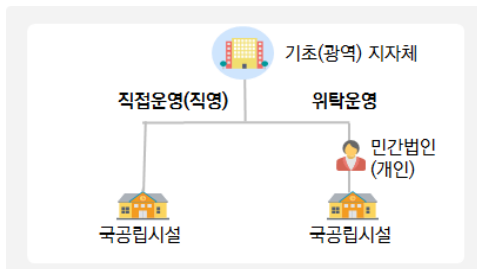 기초(광역) 지자체
직접운영(직영)
위탁운영
민간법인
(개인)
국공립시설
국공립시설